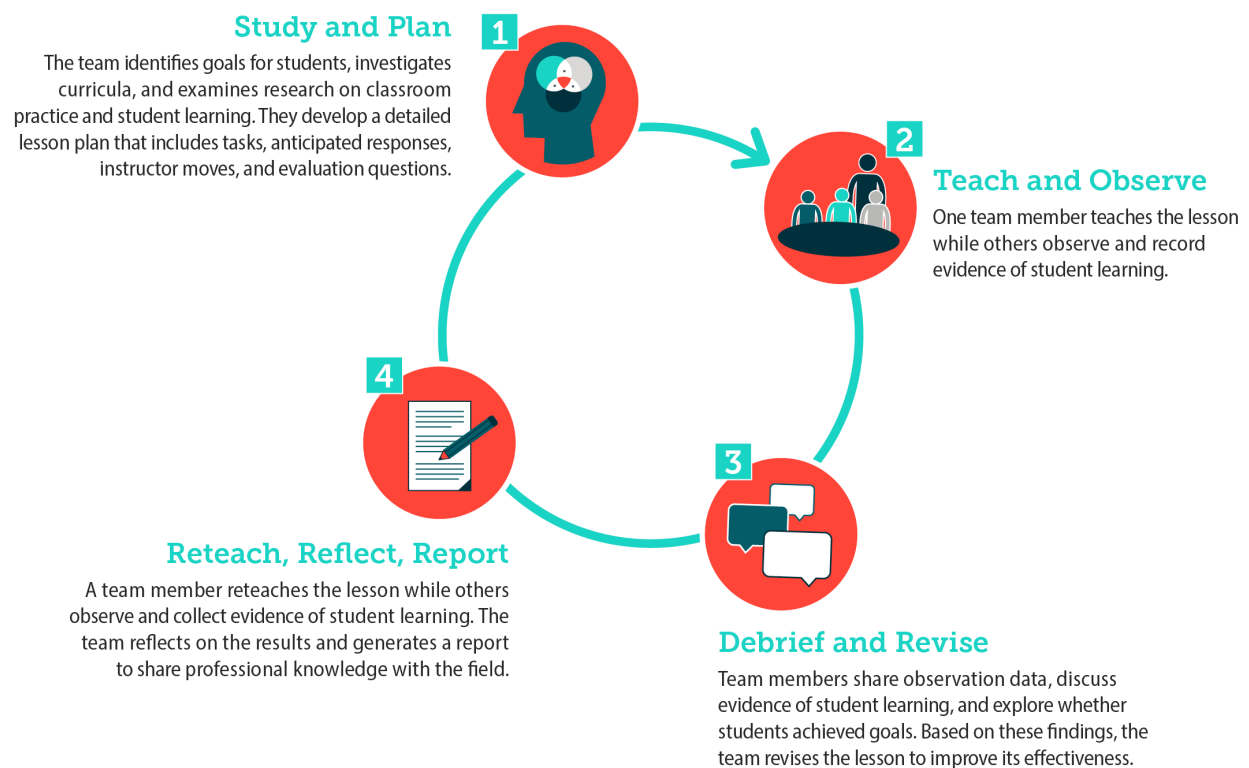 1
Study and Plan
The team identifies goals for students, investigates
curricula, and examines research on classroom
practice and student learning. They develop a detailed
lesson plan that includes tasks, anticipated responses,
instructor moves, and evaluation questions.
2
Teach and Observe
One team member teaches the lesson
while others observe and record
evidence of student learning.
3
Debrief and Revise
Team members share observation data, discuss
evidence of student learning, and explore whether
students achieved goals. Based on these findings, the
team revises the lesson to improve its effectiveness.
4
Reteach, Reflect, Report
A team member reteaches the lesson while others
observe and collect evidence of student learning. The
team reflects on the results and generates a report
to share professional knowledge with the field.